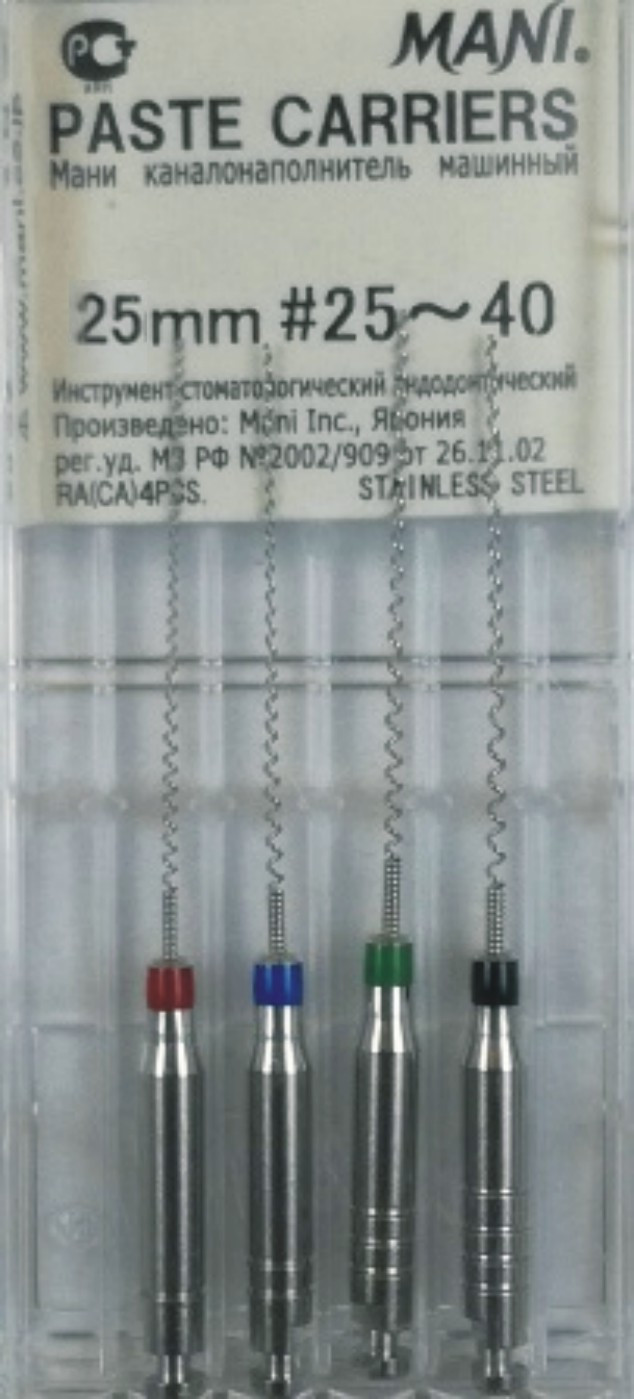 MANI.
PASTE CARRIERS
Мани каналонаполнитель машинный
25mm #25~40
Инструмент стоматологический эндодонтический
Произведено: Mani Inc., Япония
рег.уд. МЗ РФ №2002/909 от 26.11.02
RA(CA)4PCS. STAINLESS STEEL